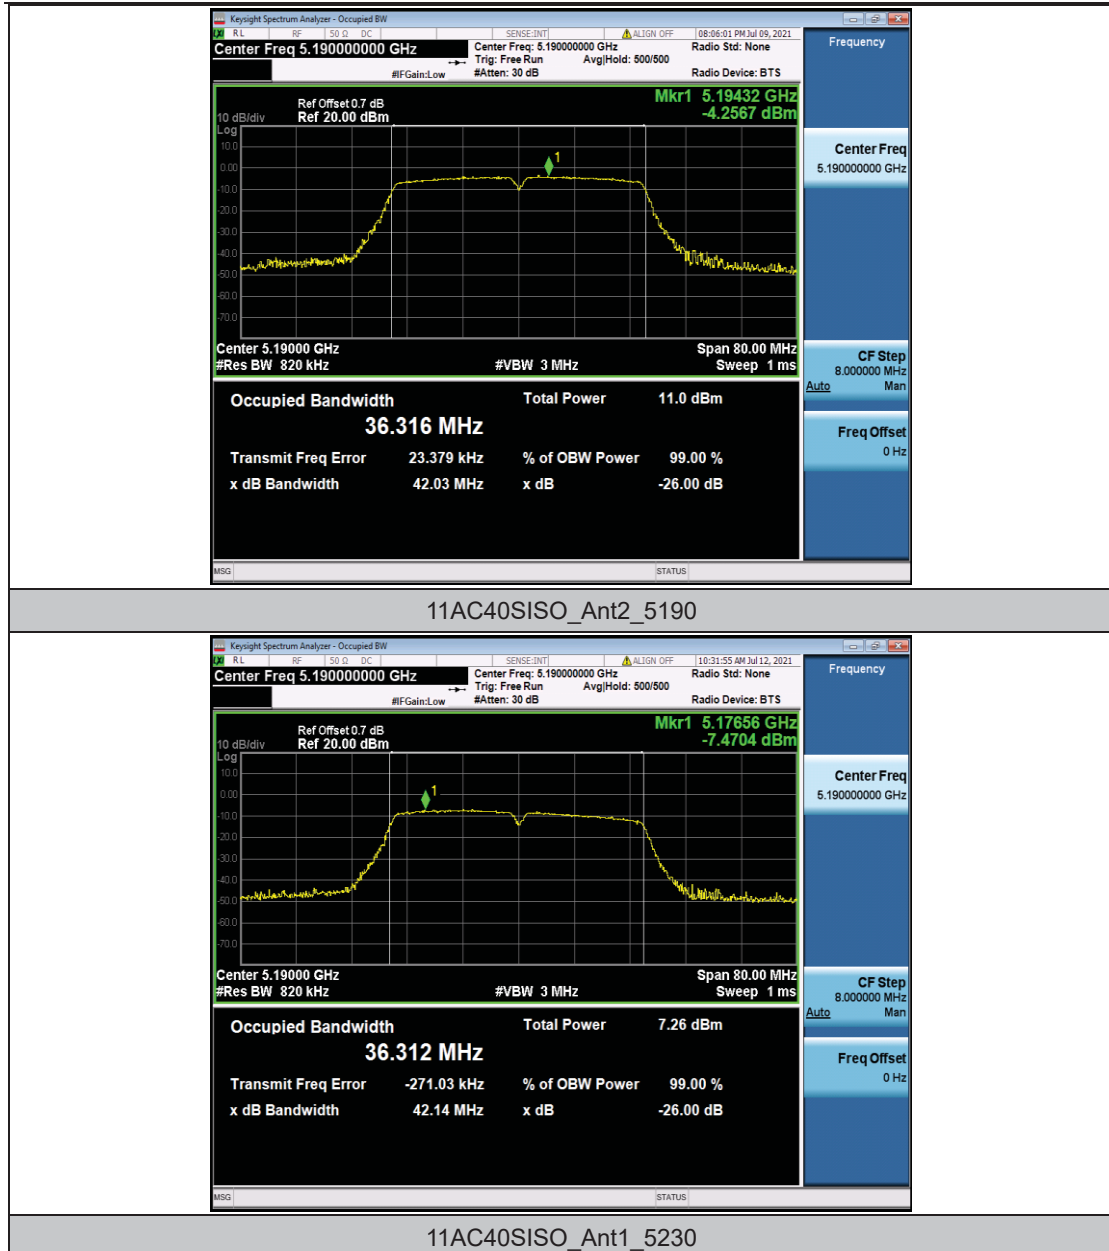 Keysight Spectrum Analyzer - Occupied BW
LXI RL RF 50 Ω DC SENSE:INT ALIGN OFF 08:06:01 PM Jul 09, 2021
Center Freq 5.190000000 GHz Center Freq: 5.190000000 GHz Radio Std: None
Trig: Free Run Avg|Hold: 500/500
#IFGain:Low #Atten: 30 dB Radio Device: BTS
Frequency
Mkr1 5.19432 GHz
-4.2567 dBm
Ref Offset 0.7 dB
10 dB/div Ref 20.00 dBm
Log
10.0
0.00
-10.0
-20.0
-30.0
-40.0
-50.0
-60.0
-70.0
1
Center Freq
5.190000000 GHz
Center 5.19000 GHz Span 80.00 MHz
#Res BW 820 kHz #VBW 3 MHz Sweep 1 ms
CF Step
8.000000 MHz
Auto Man
Occupied Bandwidth Total Power 11.0 dBm
36.316 MHz
Transmit Freq Error 23.379 kHz % of OBW Power 99.00 %
x dB Bandwidth 42.03 MHz x dB -26.00 dB
Freq Offset
0 Hz
MSG STATUS
11AC40SISO_Ant2_5190
Keysight Spectrum Analyzer - Occupied BW
LXI RL RF 50 Ω DC SENSE:INT ALIGN OFF 10:31:55 AM Jul 12, 2021
Center Freq 5.190000000 GHz Center Freq: 5.190000000 GHz Radio Std: None
Trig: Free Run Avg|Hold: 500/500
#IFGain:Low #Atten: 30 dB Radio Device: BTS
Frequency
Mkr1 5.17656 GHz
-7.4704 dBm
Ref Offset 0.7 dB
10 dB/div Ref 20.00 dBm
Log
10.0
0.00
-10.0
-20.0
-30.0
-40.0
-50.0
-60.0
-70.0
1
Center Freq
5.190000000 GHz
Center 5.19000 GHz Span 80.00 MHz
#Res BW 820 kHz #VBW 3 MHz Sweep 1 ms
CF Step
8.000000 MHz
Auto Man
Occupied Bandwidth Total Power 7.26 dBm
36.312 MHz
Transmit Freq Error -271.03 kHz % of OBW Power 99.00 %
x dB Bandwidth 42.14 MHz x dB -26.00 dB
Freq Offset
0 Hz
MSG STATUS
11AC40SISO_Ant1_5230